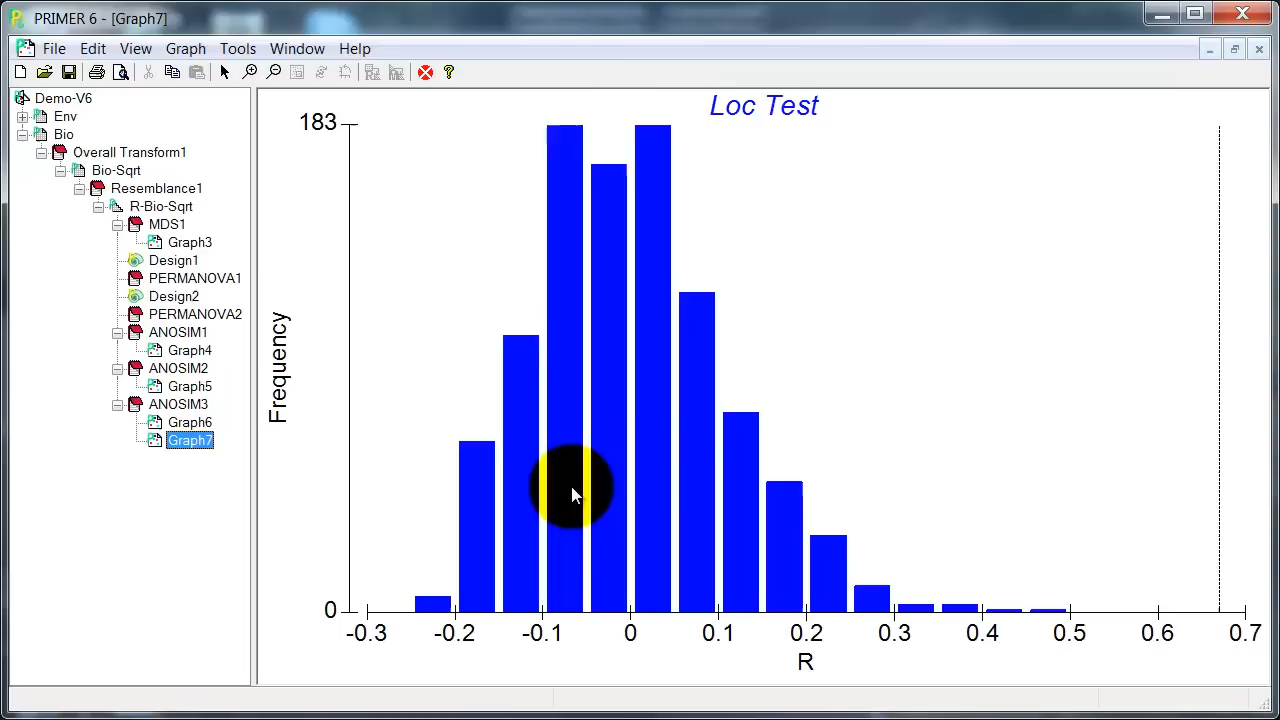 PRIMER 6 - [Graph7]
File Edit View Graph Tools Window Help
Demo-V6
Env
Bio
Overall Transform1
Bio-Sqrt
Resemblance1
R-Bio-Sqrt
MDS1
Graph3
Design1
PERMANOVA1
Design2
PERMANOVA2
ANOSIM1
Graph4
ANOSIM2
Graph5
ANOSIM3
Graph6
Graph7
Loc Test
183
Frequency
0
-0.3 -0.2 -0.1 0 0.1 0.2 0.3 0.4 0.5 0.6 0.7
R